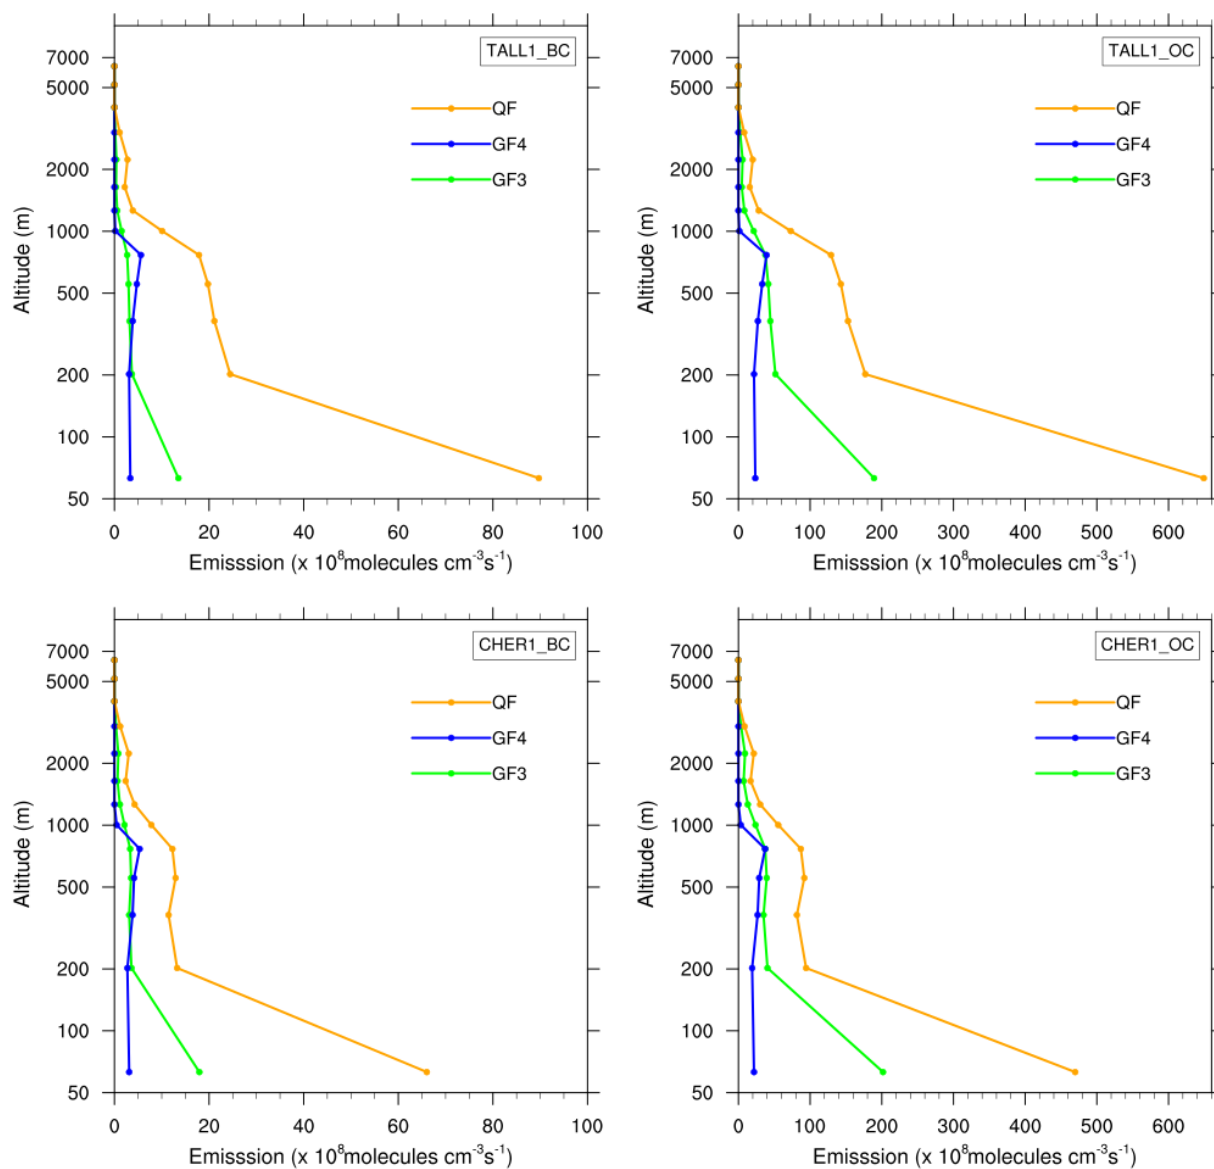 TALL1_BC
QF
GF4
GF3
7000
5000
2000
1000
500
200
100
50
Altitude (m)
0 20 40 60 80 100
Emisssion (x 10⁸molecules cm⁻³s⁻¹)
TALL1_OC
QF
GF4
GF3
7000
5000
2000
1000
500
200
100
50
Altitude (m)
0 100 200 300 400 500 600
Emisssion (x 10⁸molecules cm⁻³s⁻¹)
CHER1_BC
QF
GF4
GF3
7000
5000
2000
1000
500
200
100
50
Altitude (m)
0 20 40 60 80 100
Emisssion (x 10⁸molecules cm⁻³s⁻¹)
CHER1_OC
QF
GF4
GF3
7000
5000
2000
1000
500
200
100
50
Altitude (m)
0 100 200 300 400 500 600
Emisssion (x 10⁸molecules cm⁻³s⁻¹)